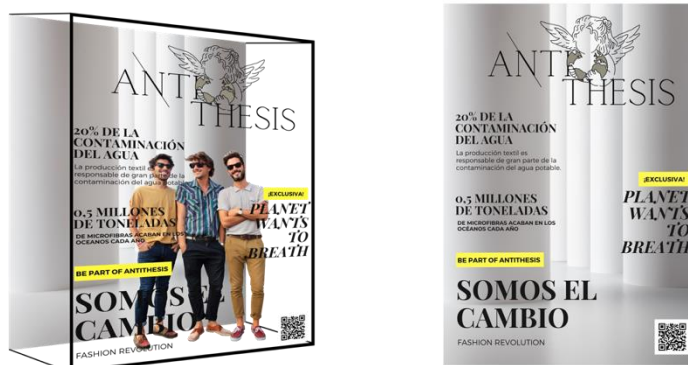 ANTI
THESIS
20% DE LA
CONTAMINACIÓN
DEL AGUA
La producción textil es
responsable de gran parte de la
contaminación del agua potable.
¡EXCLUSIVA!
0,5 MILLONES
DE TONELADAS
DE MICROFIBRAS ACABAN EN LOS
OCÉANOS CADA AÑO
PLANET
WANTS
TO
BREATH
BE PART OF ANTITHESIS
SOMOS EL
CAMBIO
FASHION REVOLUTION
ANTI
THESIS
20% DE LA
CONTAMINACIÓN
DEL AGUA
La producción textil es
responsable de gran parte de la
contaminación del agua potable.
¡EXCLUSIVA!
0,5 MILLONES
DE TONELADAS
DE MICROFIBRAS ACABAN EN LOS
OCÉANOS CADA AÑO
PLANET
WANTS
TO
BREATH
BE PART OF ANTITHESIS
SOMOS EL
CAMBIO
FASHION REVOLUTION